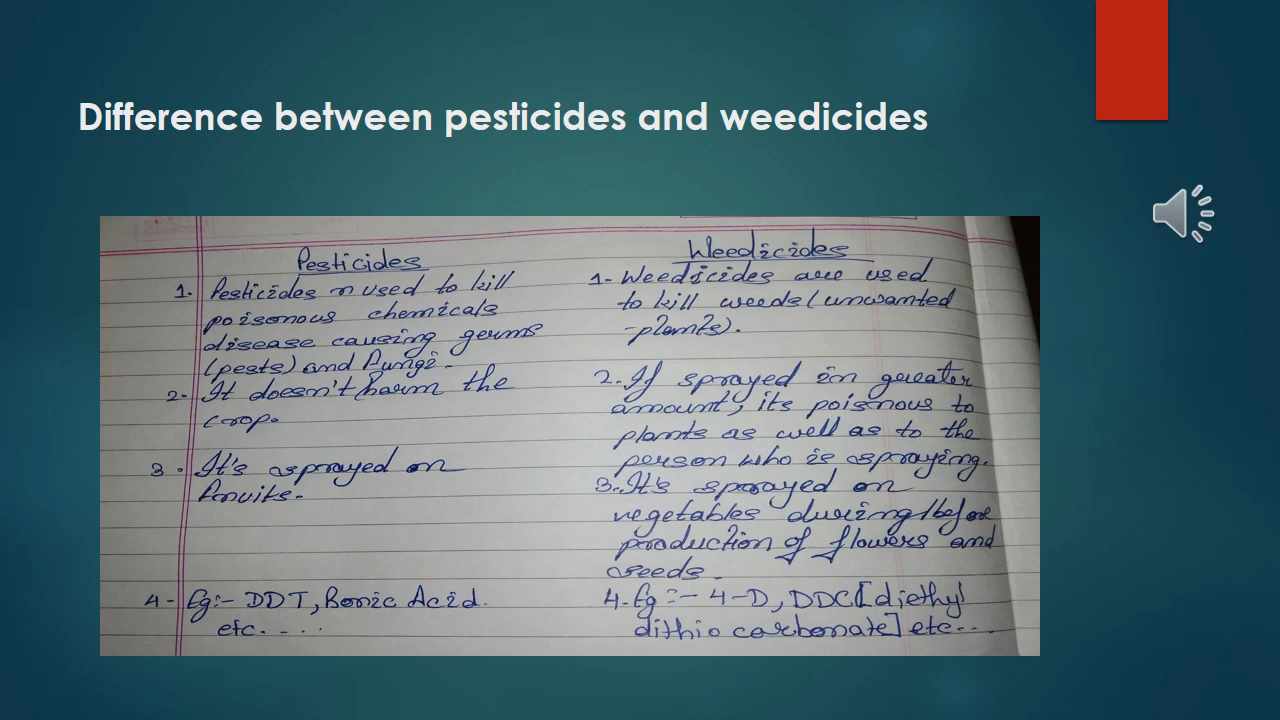 Difference between pesticides and weedicides
Pesticides
1. Pesticides r used to kill
poisonous chemicals
disease causing germs
(pests) and Fungi.
2. It doesn't harm the
crop.
3. It's sprayed on
fruits.
4- Eg:- DDT, Boric Acid.
etc. ....
Weedicides
1- Weedicides are used
to kill weeds (unwanted
-plants).
2. If sprayed in greater
amount, its poisnous to
plants as well as to the
person who is spraying.
3. It's sprayed on
vegetables during/before
production of flowers and
seeds.
4. Eg :- 4-D, DDC[diethyl
dithio carbonate] etc...